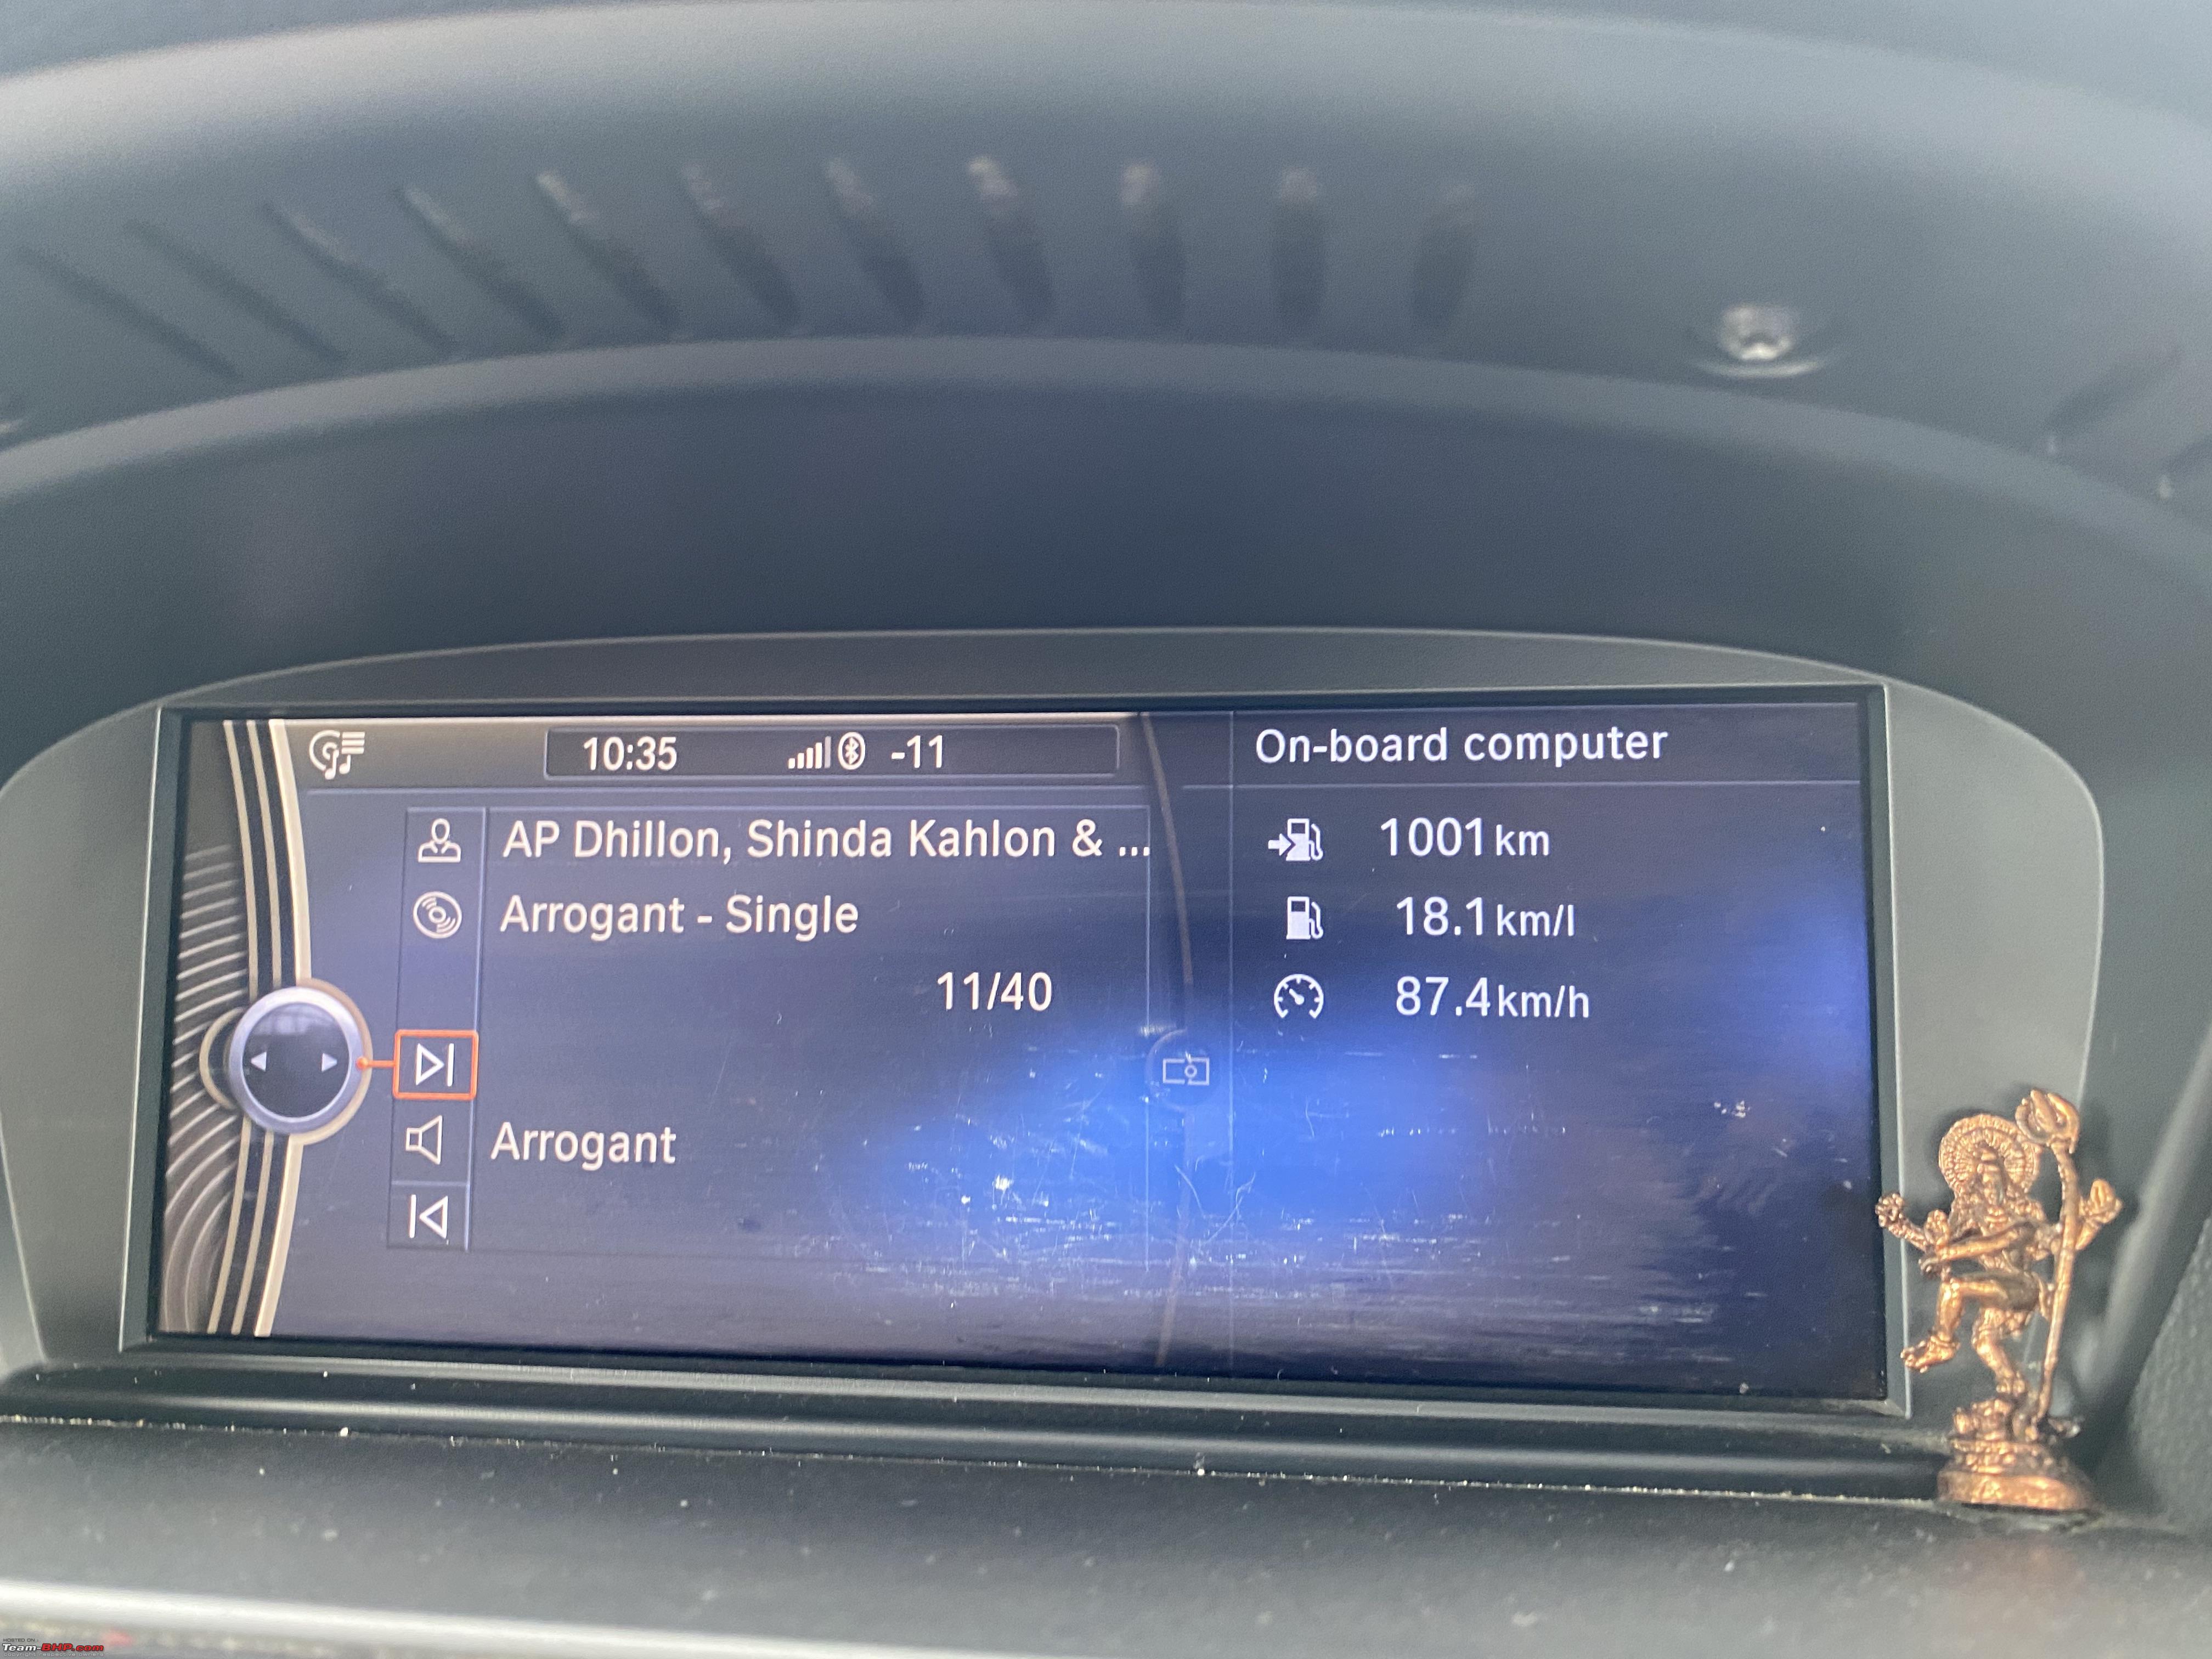 10:35 -11
AP Dhillon, Shinda Kahlon & ...
Arrogant - Single
11/40
Arrogant
On-board computer
1001 km
18.1 km/l
87.4 km/h
Team-BHP.com